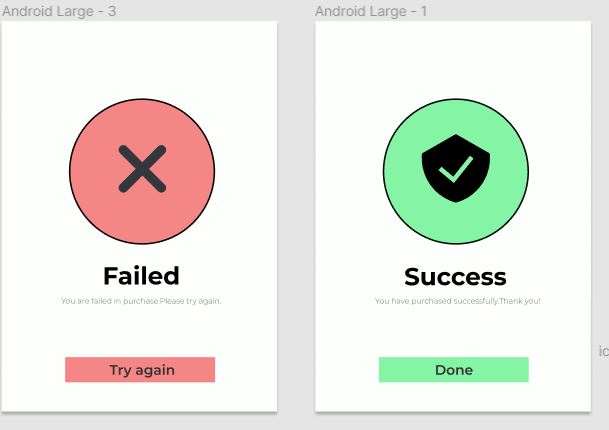 Android Large - 3
Failed
You are failed in purchase.Please try again.
Try again
Android Large - 1
Success
You have purchased successfully.Thank you!
Done
ic